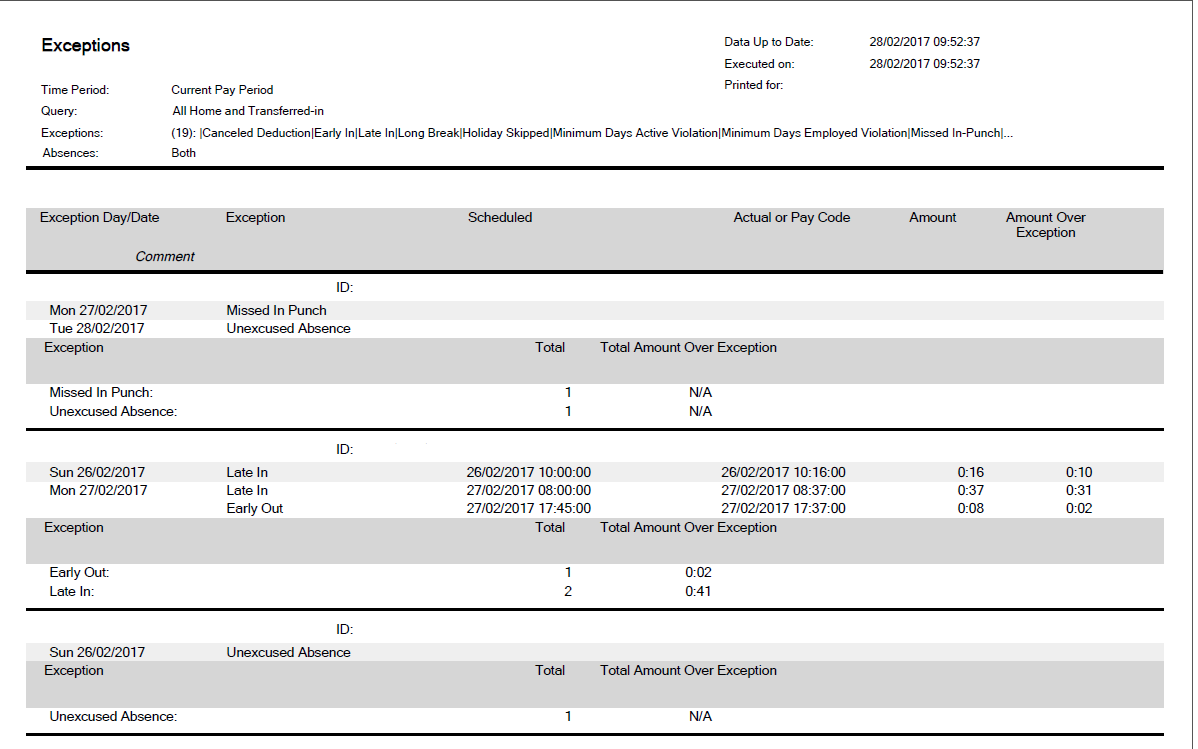 Exceptions
Data Up to Date: 28/02/2017 09:52:37
Executed on: 28/02/2017 09:52:37
Printed for:
Time Period: Current Pay Period
Query: All Home and Transferred-in
Exceptions: (19): |Canceled Deduction|Early In|Late In|Long Break|Holiday Skipped|Minimum Days Active Violation|Minimum Days Employed Violation|Missed In-Punch|...
Absences: Both
Exception Day/Date Exception Scheduled Actual or Pay Code Amount Amount Over
Exception
Comment
ID:
Mon 27/02/2017 Missed In Punch
Tue 28/02/2017 Unexcused Absence
Exception Total Total Amount Over Exception
Missed In Punch: 1 N/A
Unexcused Absence: 1 N/A
ID:
Sun 26/02/2017 Late In 26/02/2017 10:00:00 26/02/2017 10:16:00 0:16 0:10
Mon 27/02/2017 Late In 27/02/2017 08:00:00 27/02/2017 08:37:00 0:37 0:31
Early Out 27/02/2017 17:45:00 27/02/2017 17:37:00 0:08 0:02
Exception Total Total Amount Over Exception
Early Out: 1 0:02
Late In: 2 0:41
ID:
Sun 26/02/2017 Unexcused Absence
Exception Total Total Amount Over Exception
Unexcused Absence: 1 N/A